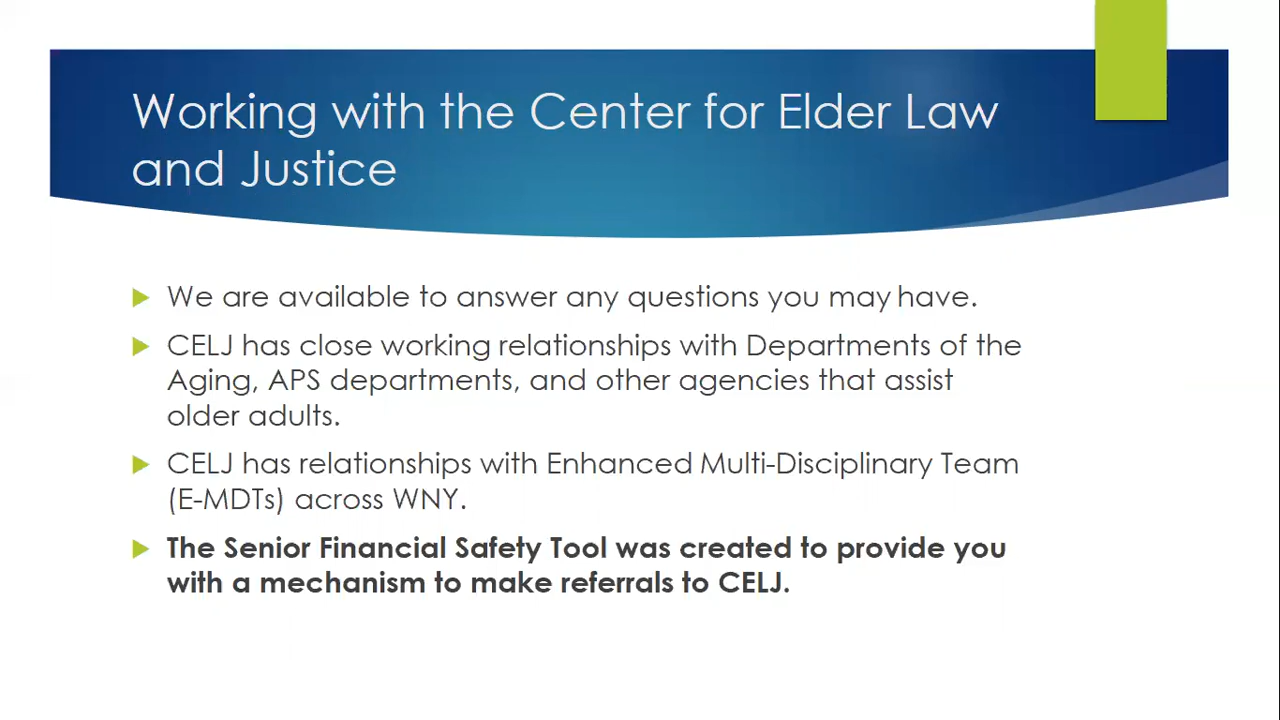 Working with the Center for Elder Law
and Justice
We are available to answer any questions you may have.
CELJ has close working relationships with Departments of the
Aging, APS departments, and other agencies that assist
older adults.
CELJ has relationships with Enhanced Multi-Disciplinary Team
(E-MDTs) across WNY.
The Senior Financial Safety Tool was created to provide you
with a mechanism to make referrals to CELJ.